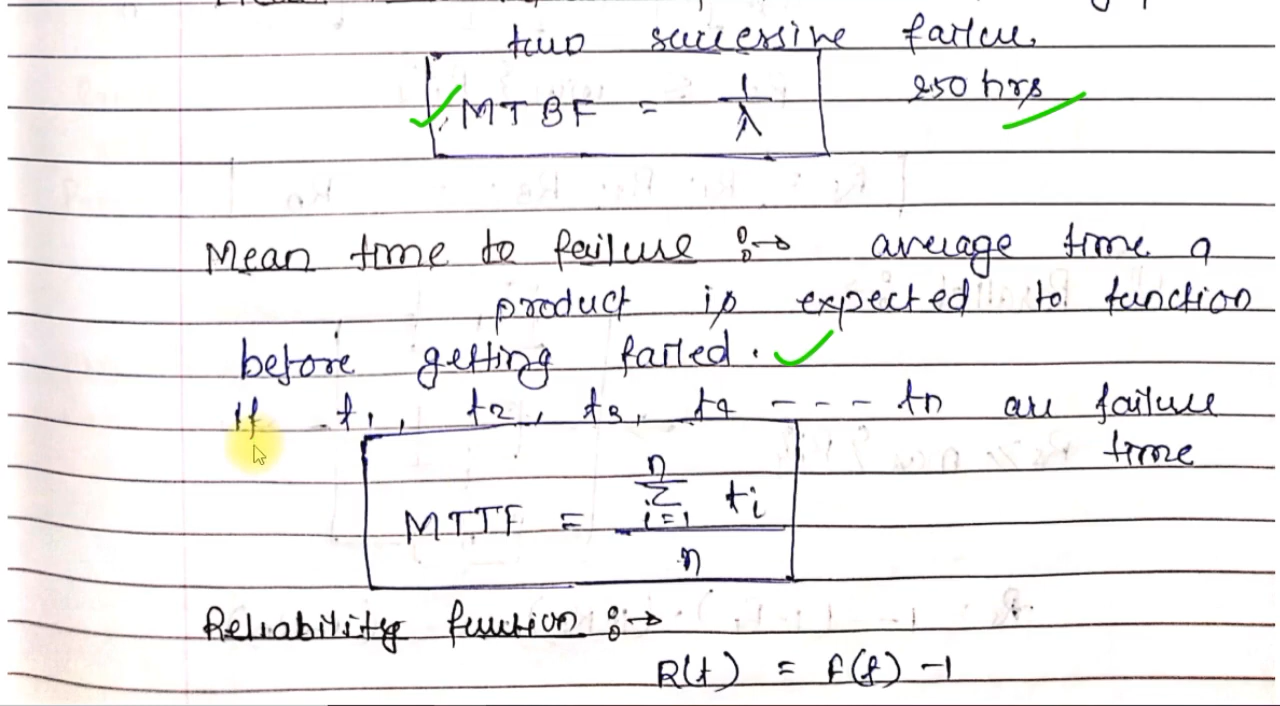 two successive failure
MTBF = 1/λ
250 hrs
Mean time to failure :→ average time a
product is expected to function
before getting failed.
If t1, t2, t3, t4 - - - tn are failure
time
MTTF = n Σ i=1 ti / n
Reliability function :→
R(t) = F(t) - 1